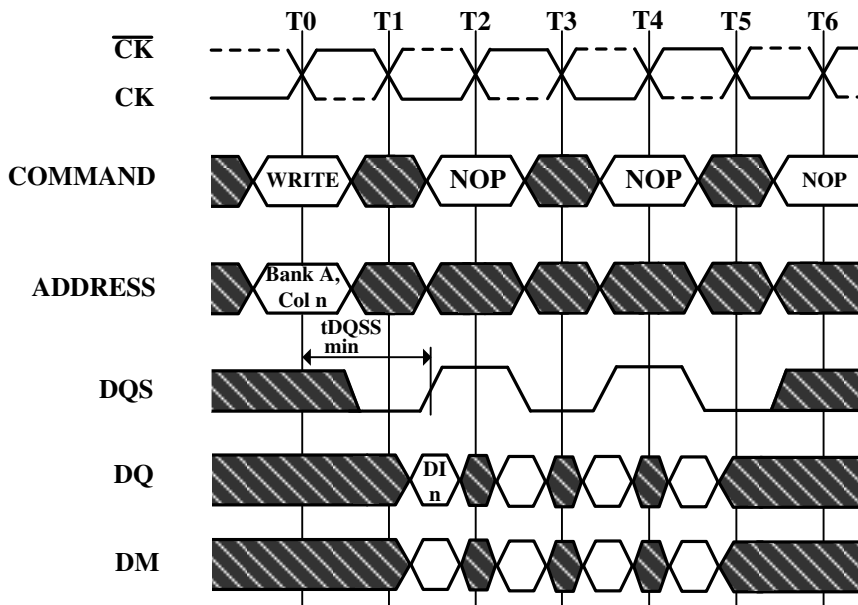 T0 T1 T2 T3 T4 T5 T6
CK
CK
COMMAND
WRITE NOP NOP NOP
ADDRESS
Bank A,
Col n
tDQSS
min
DQS
DQ
DI
n
DM